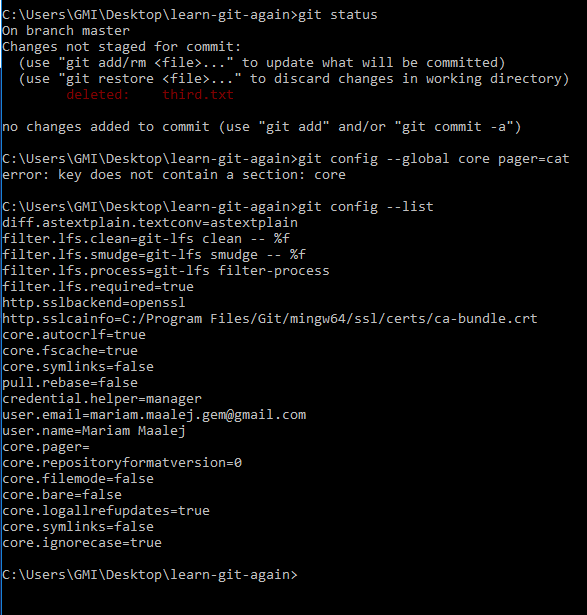 C:\Users\GMI\Desktop\learn-git-again>git status
On branch master
Changes not staged for commit:
  (use "git add/rm <file>..." to update what will be committed)
  (use "git restore <file>..." to discard changes in working directory)
        deleted:    third.txt

no changes added to commit (use "git add" and/or "git commit -a")

C:\Users\GMI\Desktop\learn-git-again>git config --global core pager=cat
error: key does not contain a section: core

C:\Users\GMI\Desktop\learn-git-again>git config --list
diff.astextplain.textconv=astextplain
filter.lfs.clean=git-lfs clean -- %f
filter.lfs.smudge=git-lfs smudge -- %f
filter.lfs.process=git-lfs filter-process
filter.lfs.required=true
http.sslbackend=openssl
http.sslcainfo=C:/Program Files/Git/mingw64/ssl/certs/ca-bundle.crt
core.autocrlf=true
core.fscache=true
core.symlinks=false
pull.rebase=false
credential.helper=manager
user.email=mariam.maalej.gem@gmail.com
user.name=Mariam Maalej
core.pager=
core.repositoryformatversion=0
core.filemode=false
core.bare=false
core.logallrefupdates=true
core.symlinks=false
core.ignorecase=true

C:\Users\GMI\Desktop\learn-git-again>